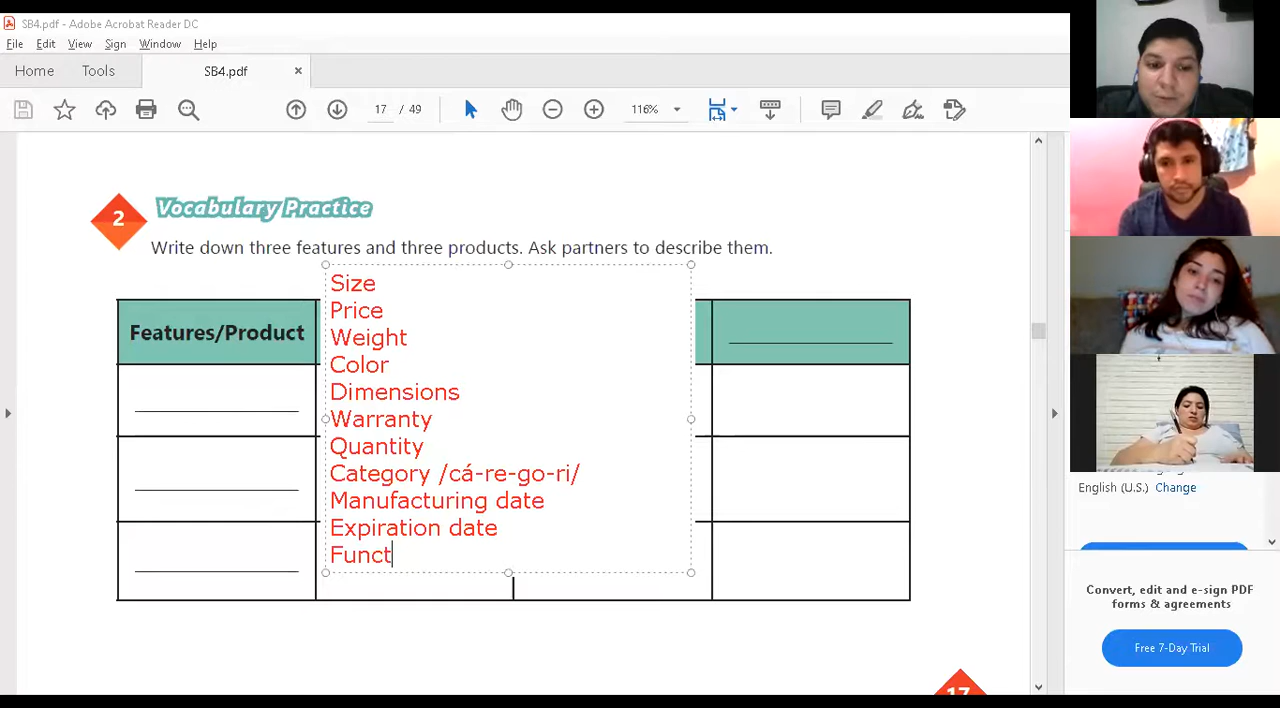 SB4.pdf - Adobe Acrobat Reader DC
File Edit View Sign Window Help
Home Tools SB4.pdf ×
17 / 49 116%
2 Vocabulary Practice
Write down three features and three products. Ask partners to describe them.
Features/Product
Size
Price
Weight
Color
Dimensions
Warranty
Quantity
Category /cá-re-go-ri/
Manufacturing date
Expiration date
Funct
English (U.S.) Change
Convert, edit and e-sign PDF
forms & agreements
Free 7-Day Trial
17